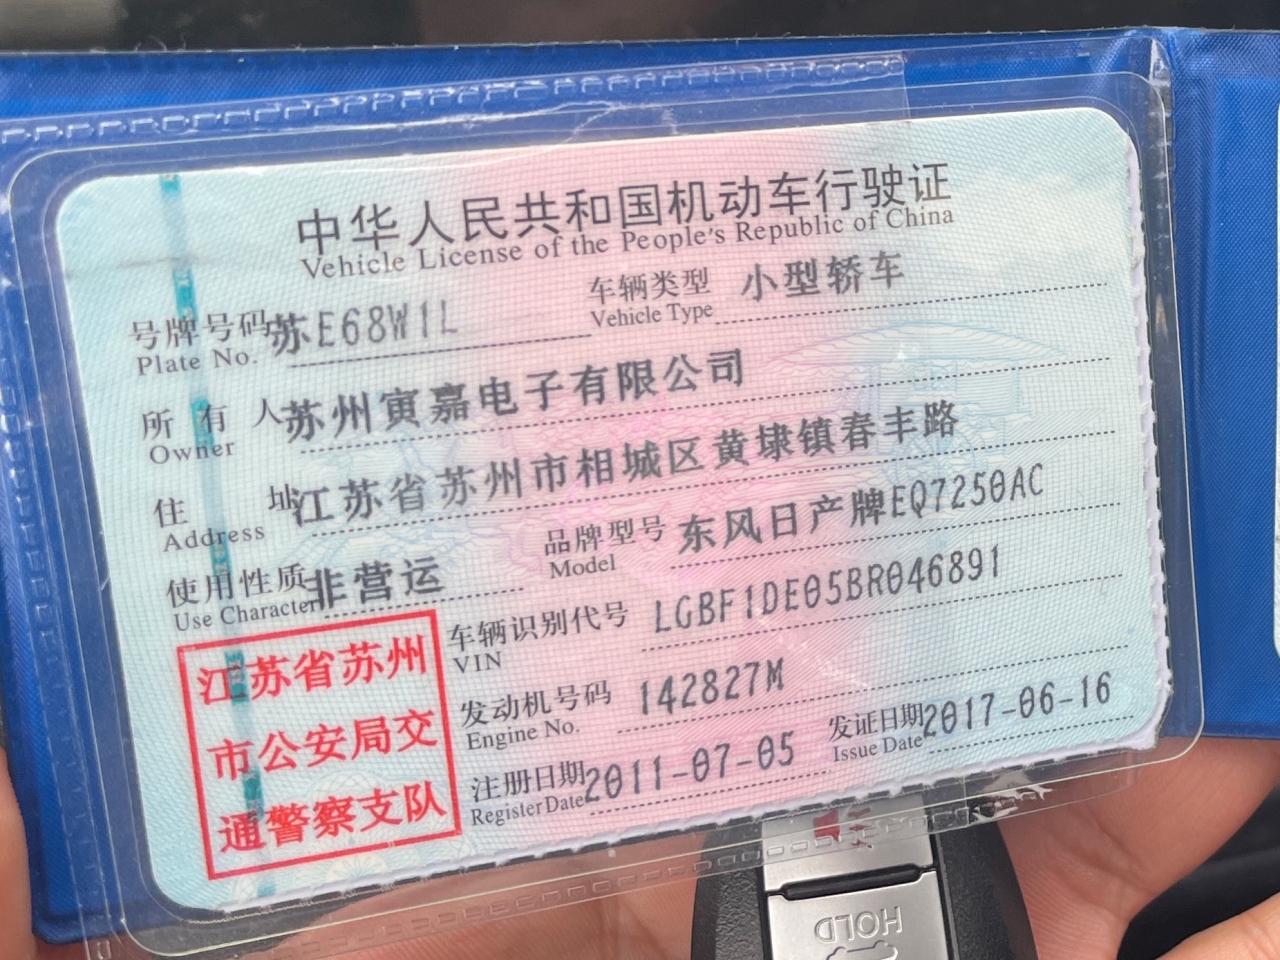 中华人民共和国机动车行驶证
Vehicle License of the People's Republic of China
号牌号码 苏E68W1L 车辆类型 小型轿车
Plate No. Vehicle Type
所有人 苏州寅嘉电子有限公司
Owner
住址 江苏省苏州市相城区黄埭镇春丰路
Address
使用性质 非营运 品牌型号 东风日产牌EQ7250AC
Use Character Model
车辆识别代号 LGBF1DE05BR046891
VIN
发动机号码 142827M
Engine No.
注册日期 2011-07-05 发证日期 2017-06-16
Register Date Issue Date
江苏省苏州
市公安局交
通警察支队
HOLD